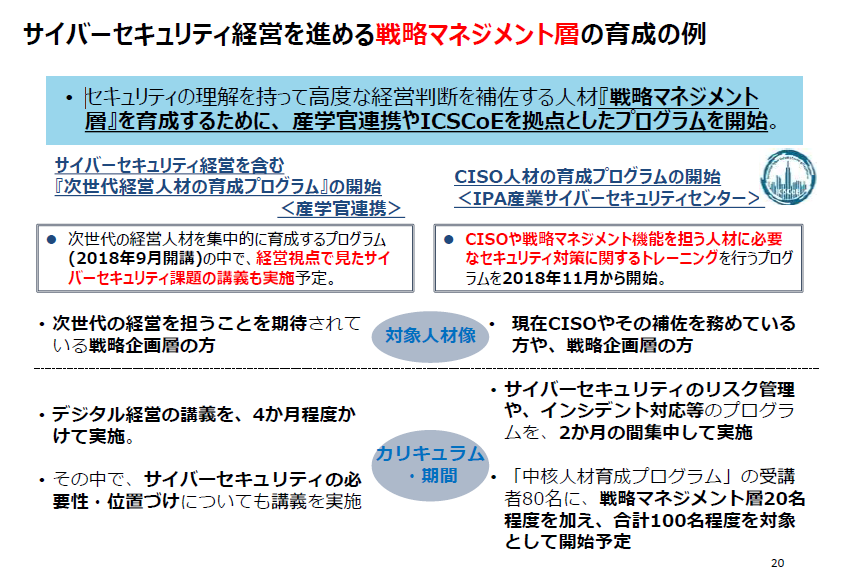 サイバーセキュリティ経営を進める戦略マネジメント層の育成の例
• セキュリティの理解を持って高度な経営判断を補佐する人材『戦略マネジメント
層』を育成するために、産学官連携やICSCoEを拠点としたプログラムを開始。
サイバーセキュリティ経営を含む
『次世代経営人材の育成プログラム』の開始
＜産学官連携＞
● 次世代の経営人材を集中的に育成するプログラム
(2018年9月開講)の中で、経営視点で見たサイ
バーセキュリティ課題の講義も実施予定。
CISO人材の育成プログラムの開始
＜IPA産業サイバーセキュリティセンター＞
● CISOや戦略マネジメント機能を担う人材に必要
なセキュリティ対策に関するトレーニングを行うプログ
ラムを2018年11月から開始。
• 次世代の経営を担うことを期待されて
いる戦略企画層の方
対象人材像
• 現在CISOやその補佐を務めている
方や、戦略企画層の方
• デジタル経営の講義を、4か月程度か
けて実施。
• その中で、サイバーセキュリティの必
要性・位置づけについても講義を実施
カリキュラム
・期間
• サイバーセキュリティのリスク管理
や、インシデント対応等のプログラ
ムを、2か月の間集中して実施
• 「中核人材育成プログラム」の受講
者80名に、戦略マネジメント層20名
程度を加え、合計100名程度を対象
として開始予定
20